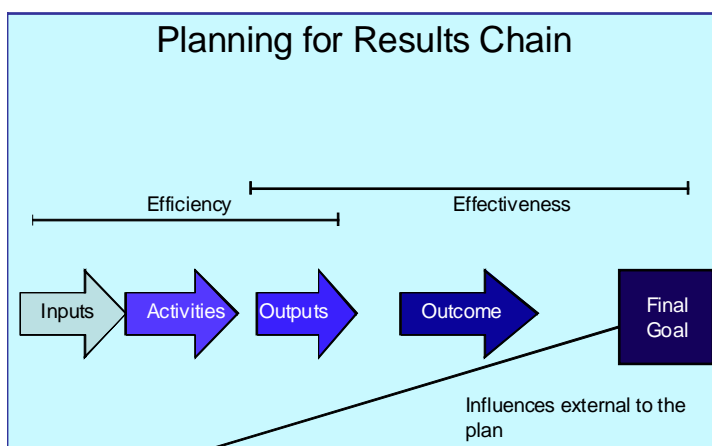 Planning for Results Chain
Efficiency
Effectiveness
Inputs
Activities
Outputs
Outcome
Final
Goal
Influences external to the
plan